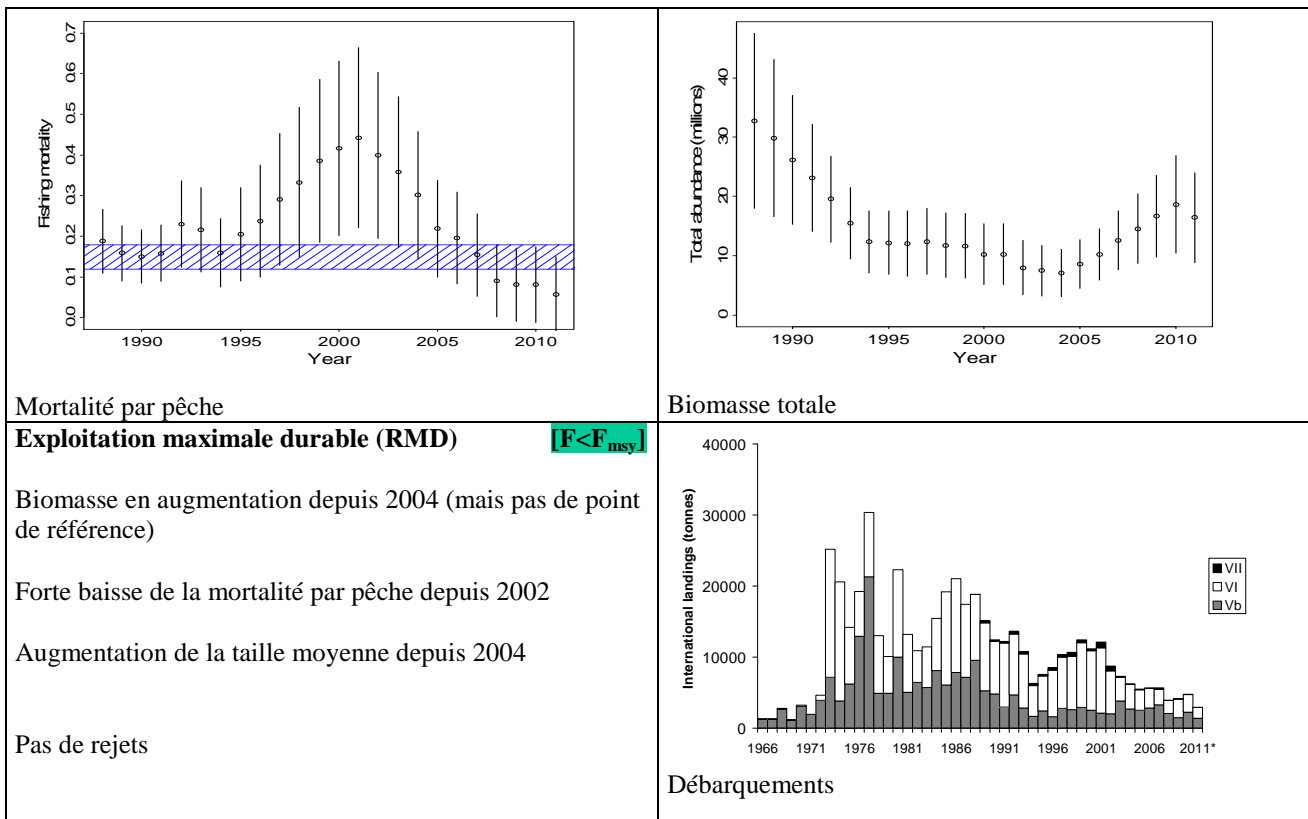 Fishing mortality
0.7
0.6
0.5
0.4
0.3
0.2
0.1
0.0
1990 1995 2000 2005 2010
Year
Mortalité par pêche
Total abundance (millions)
40
30
20
10
0
1990 1995 2000 2005 2010
Year
Biomasse totale
Exploitation maximale durable (RMD) [F<Fmsy]
Biomasse en augmentation depuis 2004 (mais pas de point
de référence)
Forte baisse de la mortalité par pêche depuis 2002
Augmentation de la taille moyenne depuis 2004
Pas de rejets
International landings (tonnes)
40000
30000
20000
10000
0
1966 1971 1976 1981 1986 1991 1996 2001 2006 2011*
VII
VI
Vb
Débarquements